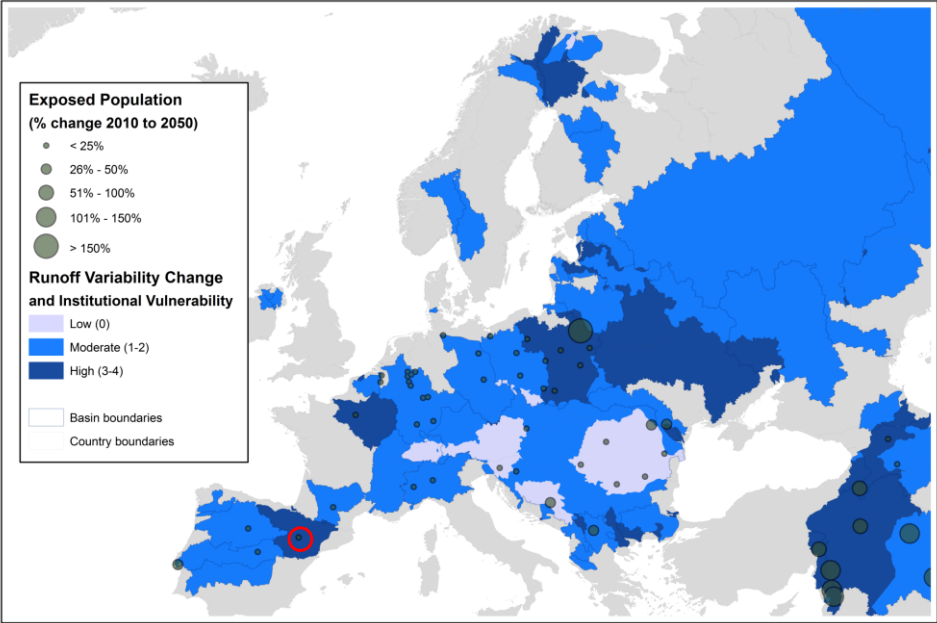 Exposed Population
(% change 2010 to 2050)
< 25%
26% - 50%
51% - 100%
101% - 150%
> 150%
Runoff Variability Change
and Institutional Vulnerability
Low (0)
Moderate (1-2)
High (3-4)
Basin boundaries
Country boundaries